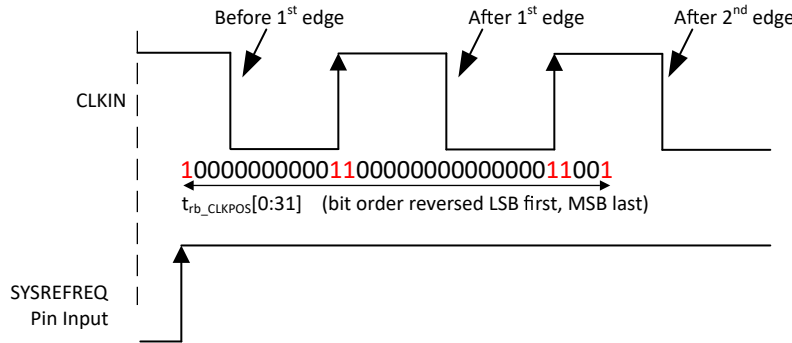 Before 1st edge
After 1st edge
After 2nd edge
CLKIN
10000000000110000000000000011001
trb_CLKPOS[0:31] (bit order reversed LSB first, MSB last)
SYSREFREQ
Pin Input